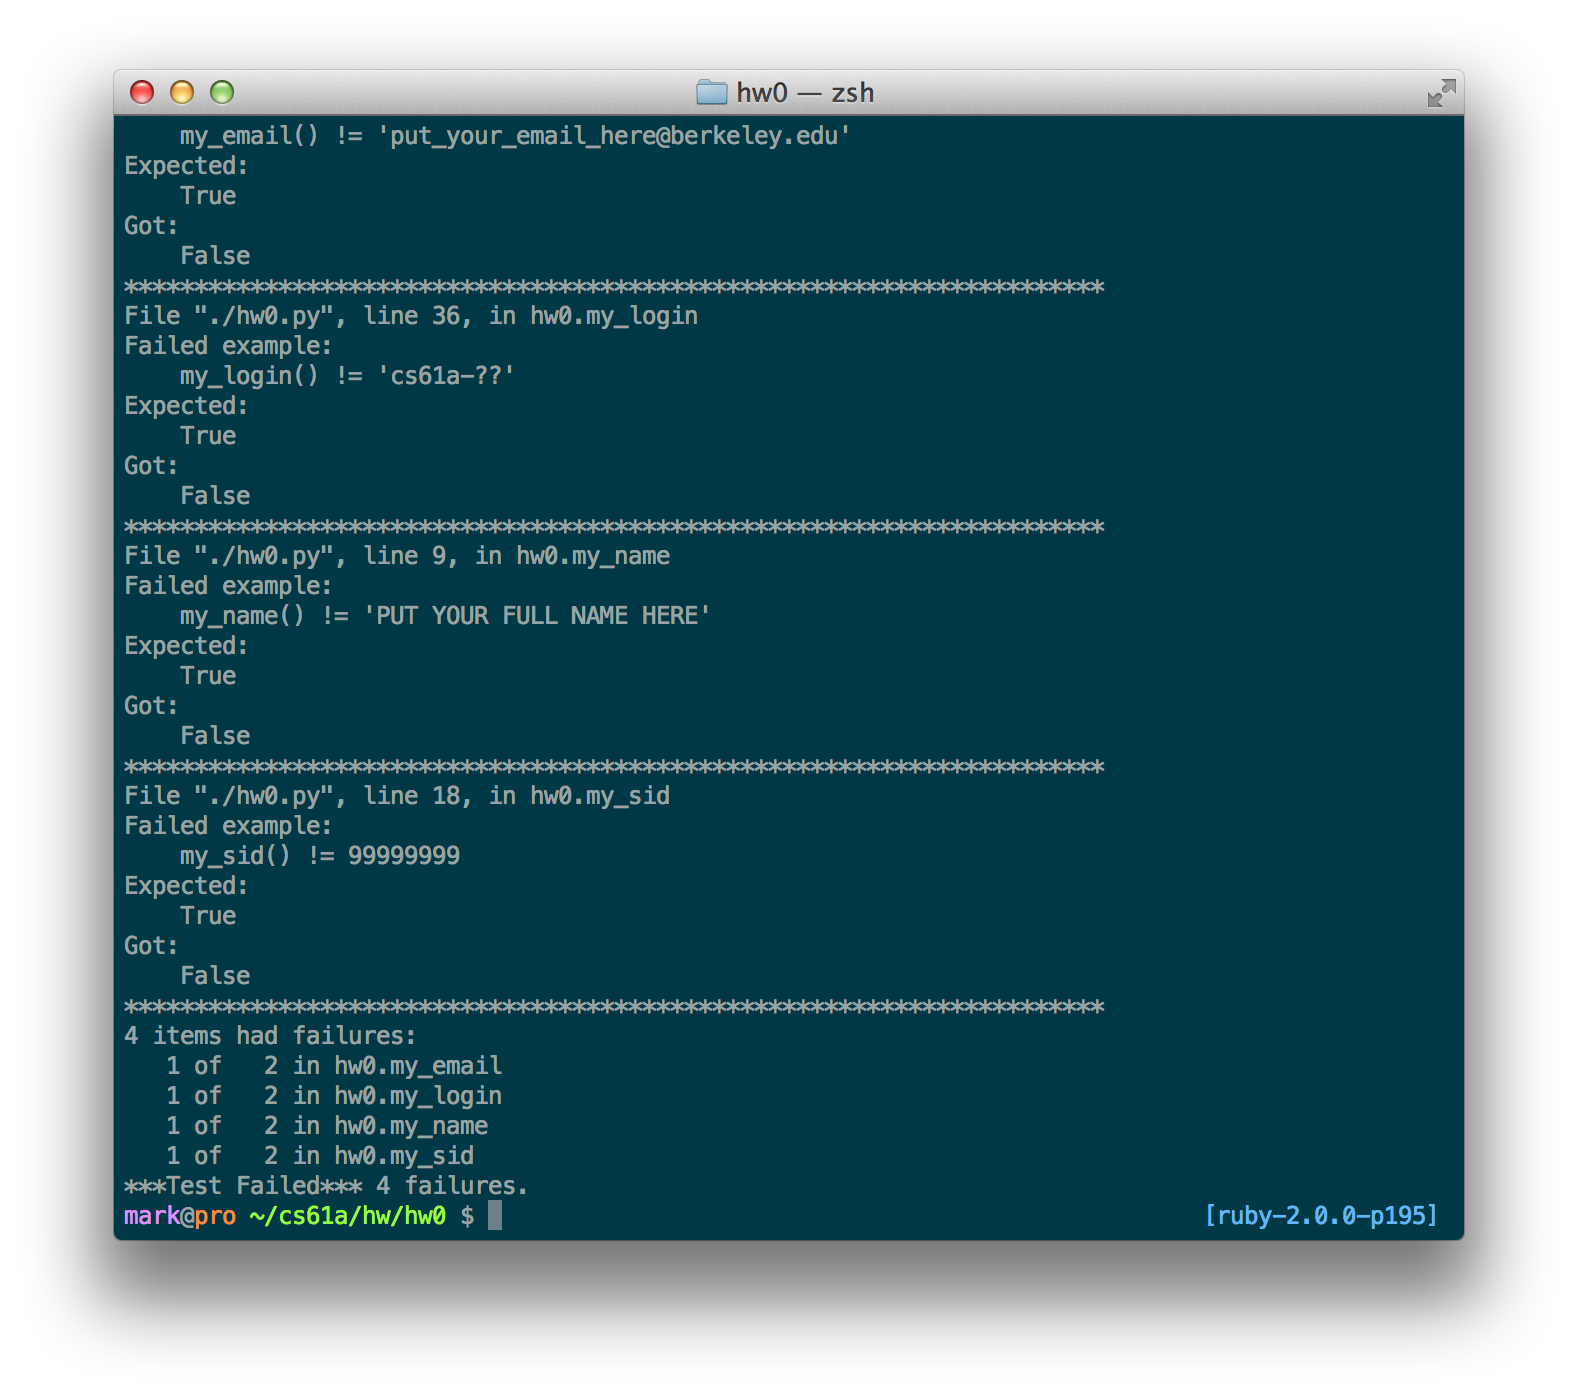 hw0 — zsh
    my_email() != 'put_your_email_here@berkeley.edu'
Expected:
    True
Got:
    False
**********************************************************************
File "./hw0.py", line 36, in hw0.my_login
Failed example:
    my_login() != 'cs61a-??'
Expected:
    True
Got:
    False
**********************************************************************
File "./hw0.py", line 9, in hw0.my_name
Failed example:
    my_name() != 'PUT YOUR FULL NAME HERE'
Expected:
    True
Got:
    False
**********************************************************************
File "./hw0.py", line 18, in hw0.my_sid
Failed example:
    my_sid() != 99999999
Expected:
    True
Got:
    False
**********************************************************************
4 items had failures:
   1 of   2 in hw0.my_email
   1 of   2 in hw0.my_login
   1 of   2 in hw0.my_name
   1 of   2 in hw0.my_sid
***Test Failed*** 4 failures.
mark@pro ~/cs61a/hw/hw0 $ [ruby-2.0.0-p195]